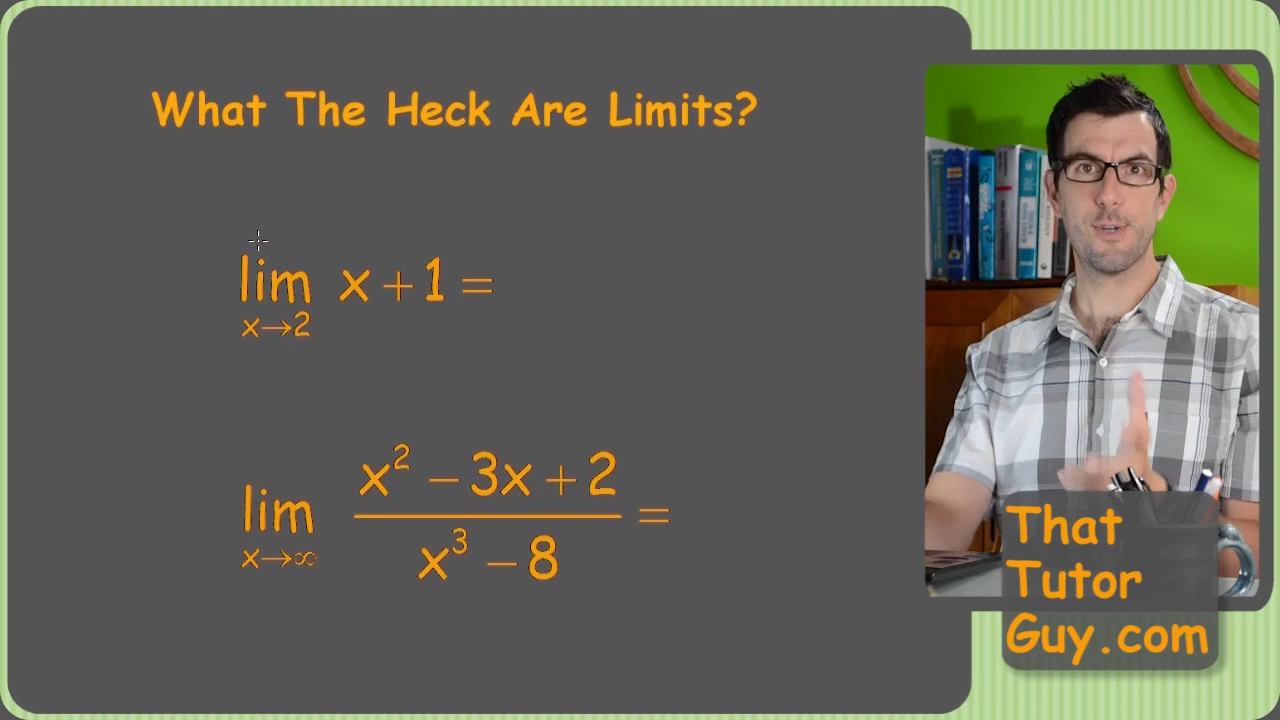 What The Heck Are Limits?
lim x + 1 =
x→2
lim x² − 3x + 2 =
x→∞ x³ − 8
That
Tutor
Guy.com